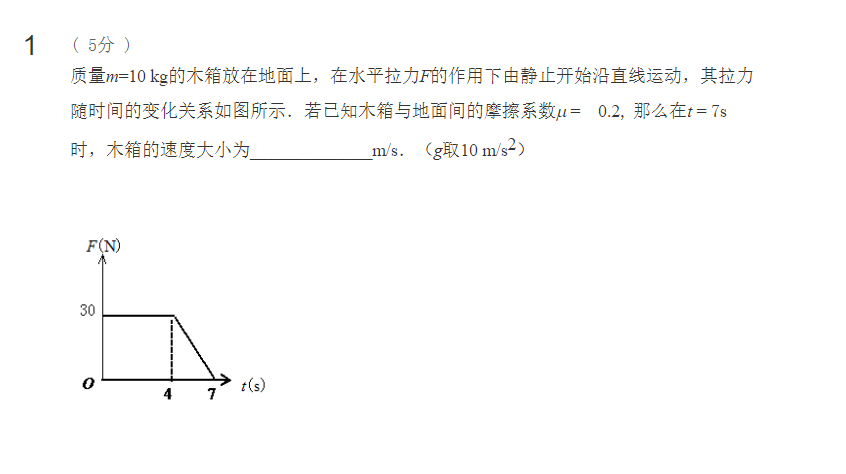 1 ( 5分 )
质量m=10 kg的木箱放在地面上，在水平拉力F的作用下由静止开始沿直线运动，其拉力
随时间的变化关系如图所示．若已知木箱与地面间的摩擦系数μ= 0.2, 那么在t = 7s
时，木箱的速度大小为______________m/s．（g取10 m/s²）
F(N)
30
O
4
7
t(s)